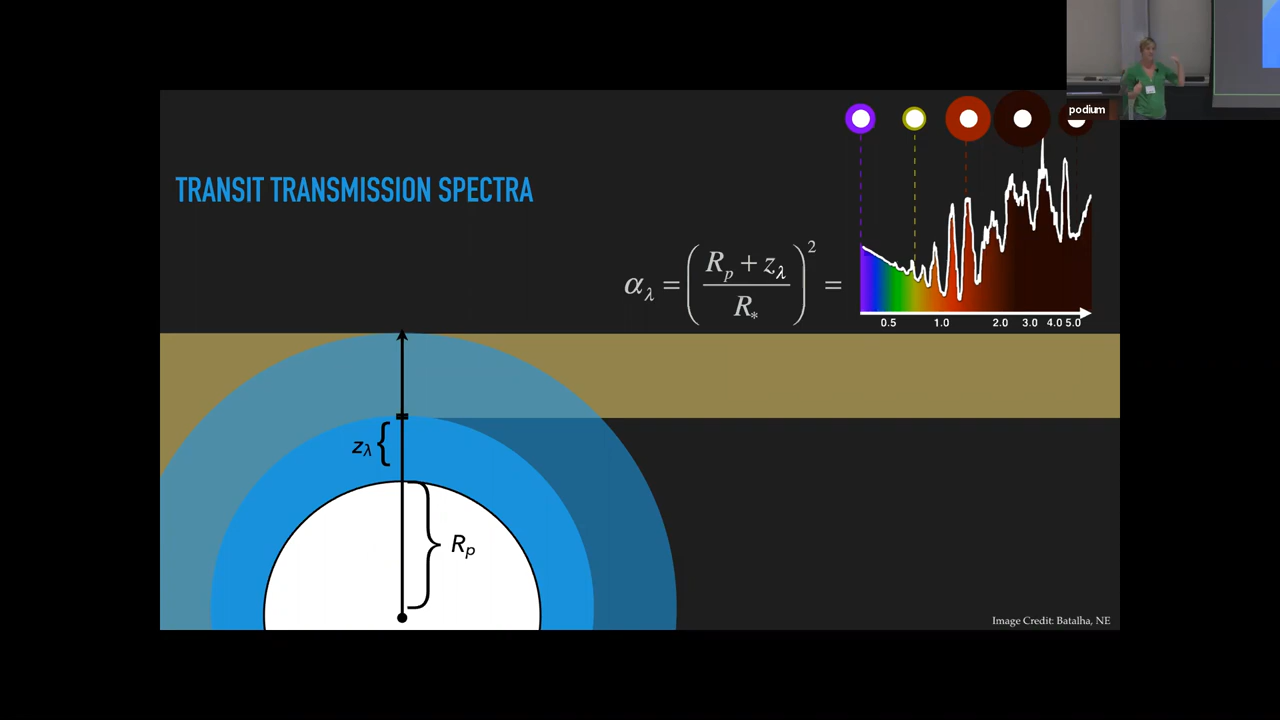 podium
TRANSIT TRANSMISSION SPECTRA
α_λ = ((R_p + z_λ) / R_*)² =
0.5 1.0 2.0 3.0 4.0 5.0
z_λ
R_p
Image Credit: Batalha, NE